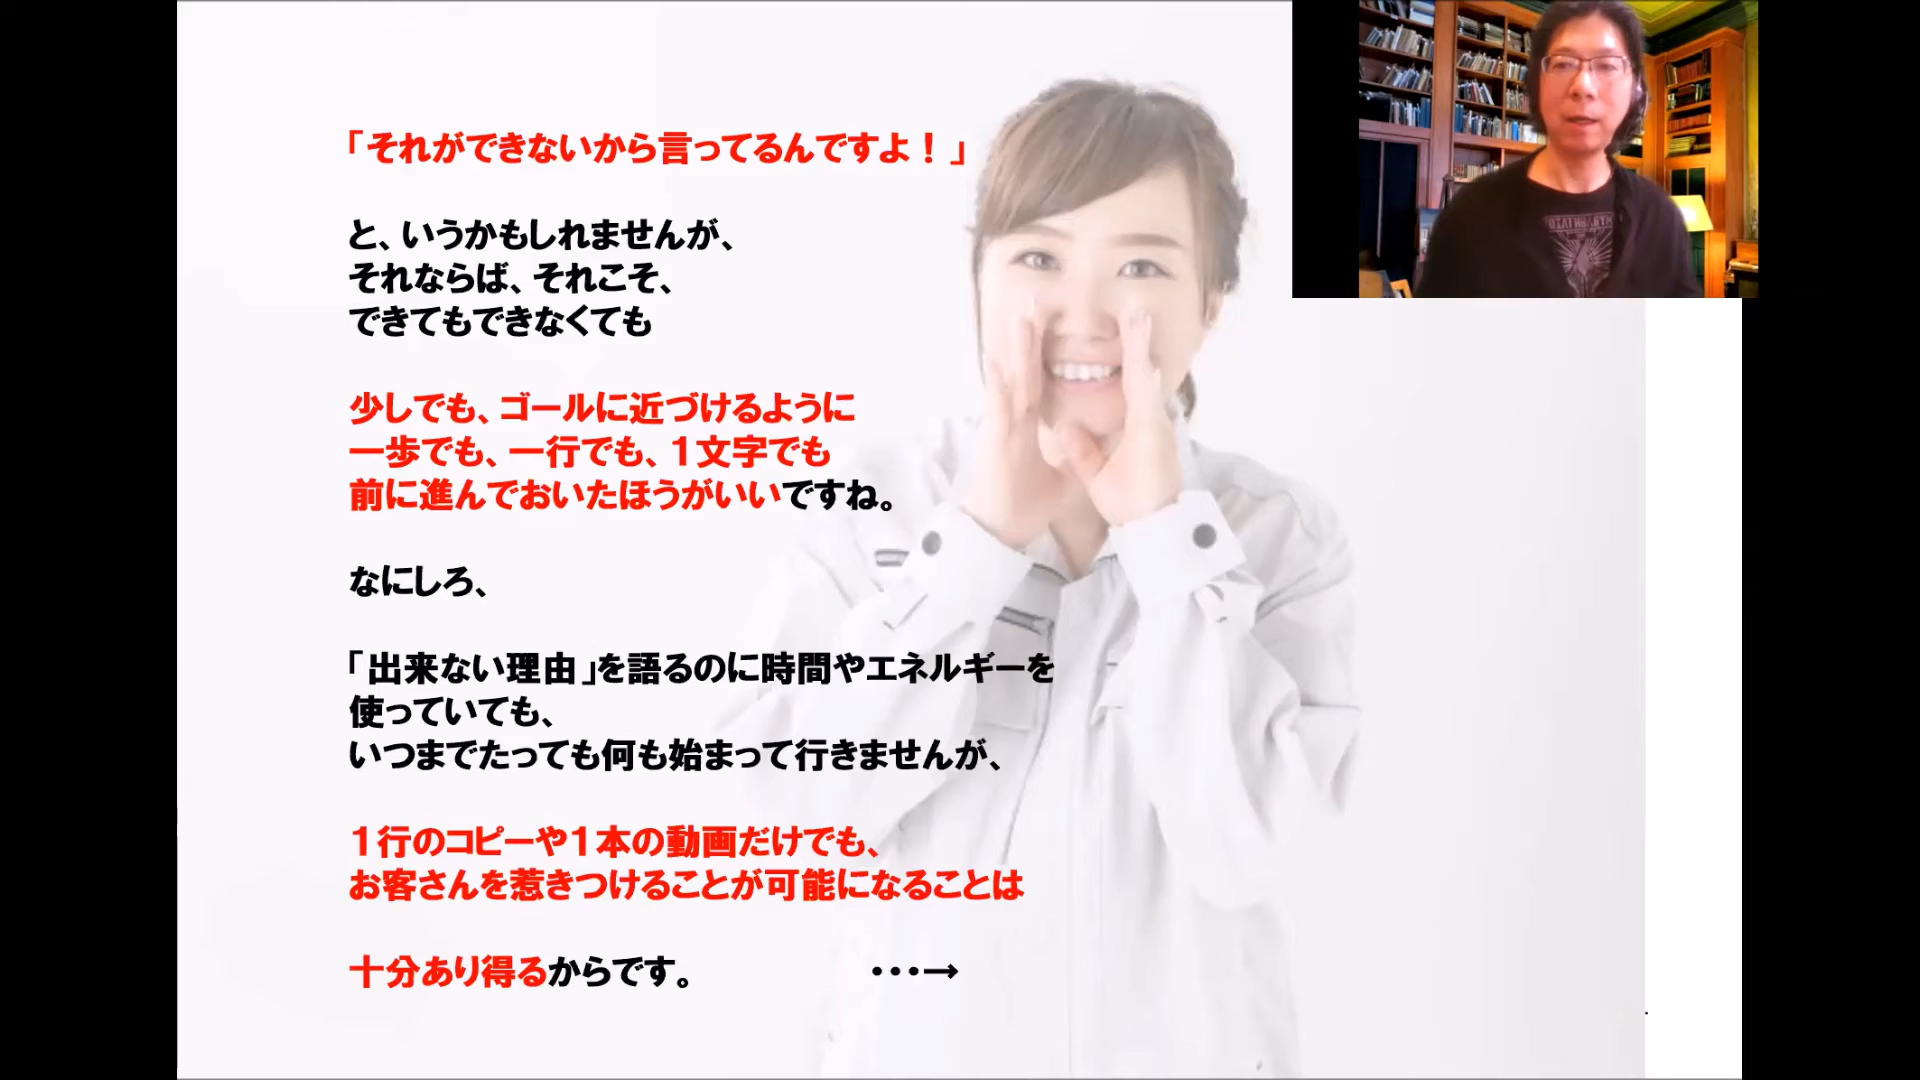 「それができないから言ってるんですよ！」
と、いうかもしれませんが、
それならば、それこそ、
できてもできなくても
少しでも、ゴールに近づけるように
一歩でも、一行でも、１文字でも
前に進んでおいたほうがいいですね。
なにしろ、
「出来ない理由」を語るのに時間やエネルギーを
使っていても、
いつまでたっても何も始まって行きませんが、
１行のコピーや１本の動画だけでも、
お客さんを惹きつけることが可能になることは
十分あり得るからです。 ・・・→